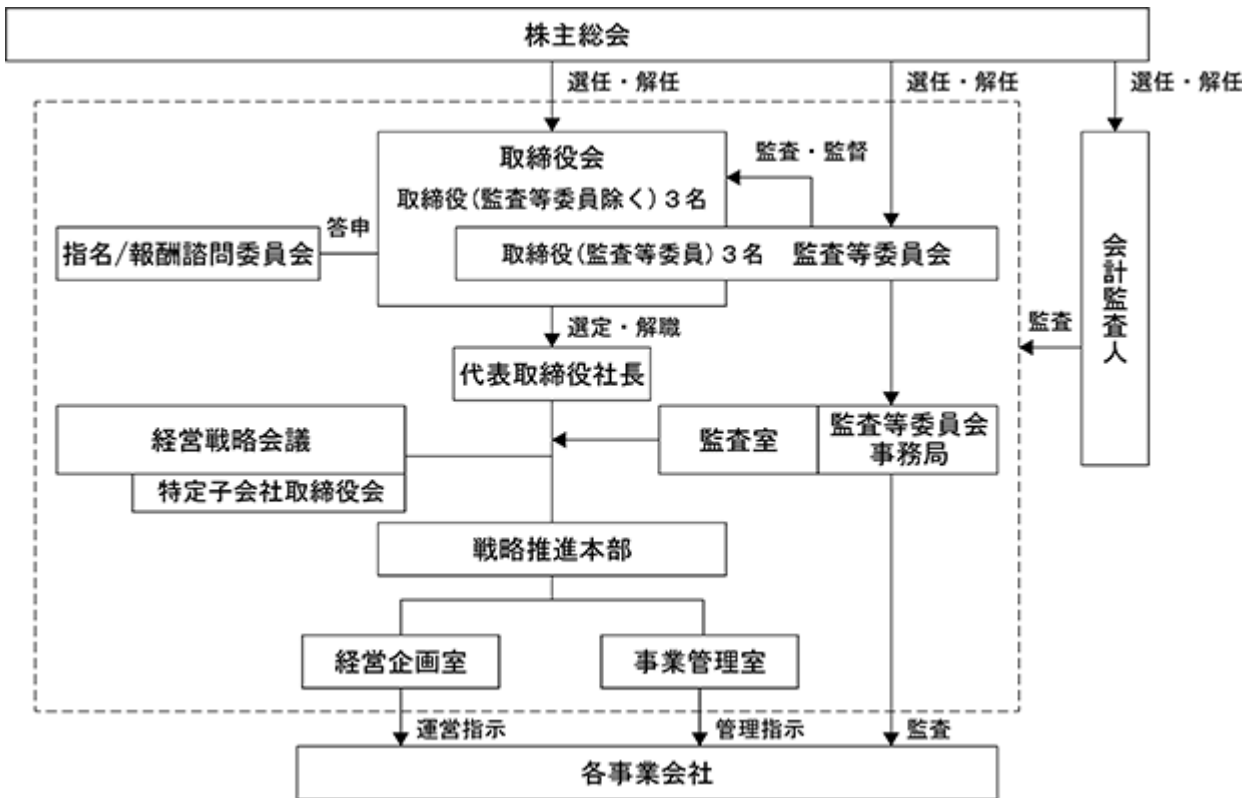 株主総会
選任・解任
選任・解任
選任・解任
取締役会
取締役(監査等委員除く)3名
監査・監督
指名/報酬諮問委員会
答申
取締役(監査等委員)3名 監査等委員会
会計監査人
監査
選定・解職
代表取締役社長
経営戦略会議
特定子会社取締役会
監査室
監査等委員会
事務局
戦略推進本部
経営企画室
事業管理室
運営指示
管理指示
監査
各事業会社